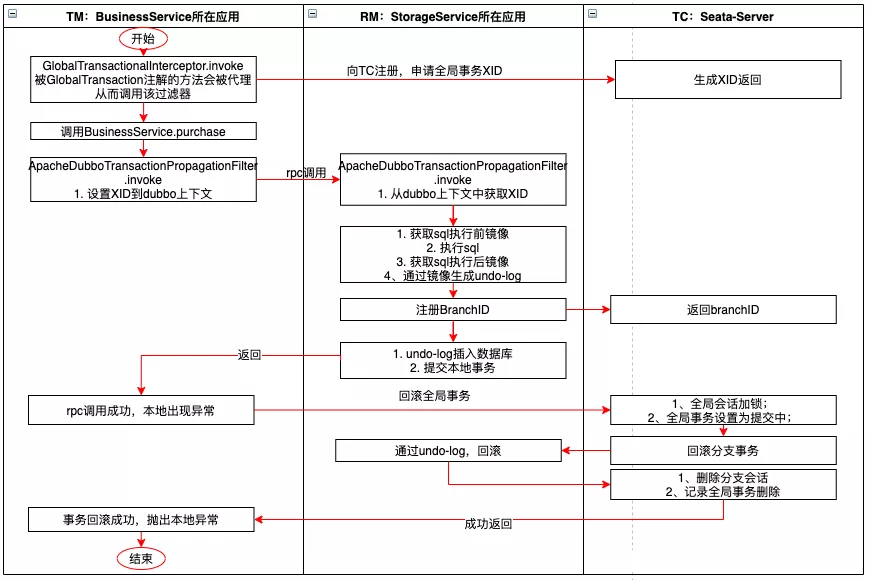 TM：BusinessService所在应用
RM：StorageService所在应用
TC：Seata-Server
开始
GlobalTransactionalInterceptor.invoke
被GlobalTransaction注解的方法会被代理
从而调用该过滤器
向TC注册，申请全局事务XID
生成XID返回
调用BusinessService.purchase
ApacheDubboTransactionPropagationFilter
.invoke
1. 设置XID到dubbo上下文
rpc调用
ApacheDubboTransactionPropagationFilter
.invoke
1. 从dubbo上下文中获取XID
1. 获取sql执行前镜像
2. 执行sql
3. 获取sql执行后镜像
4、通过镜像生成undo-log
注册BranchID
返回branchID
1. undo-log插入数据库
2. 提交本地事务
返回
rpc调用成功，本地出现异常
回滚全局事务
1、全局会话加锁；
2、全局事务设置为提交中；
回滚分支事务
通过undo-log，回滚
1、删除分支会话
2、记录全局事务删除
成功返回
事务回滚成功，抛出本地异常
结束